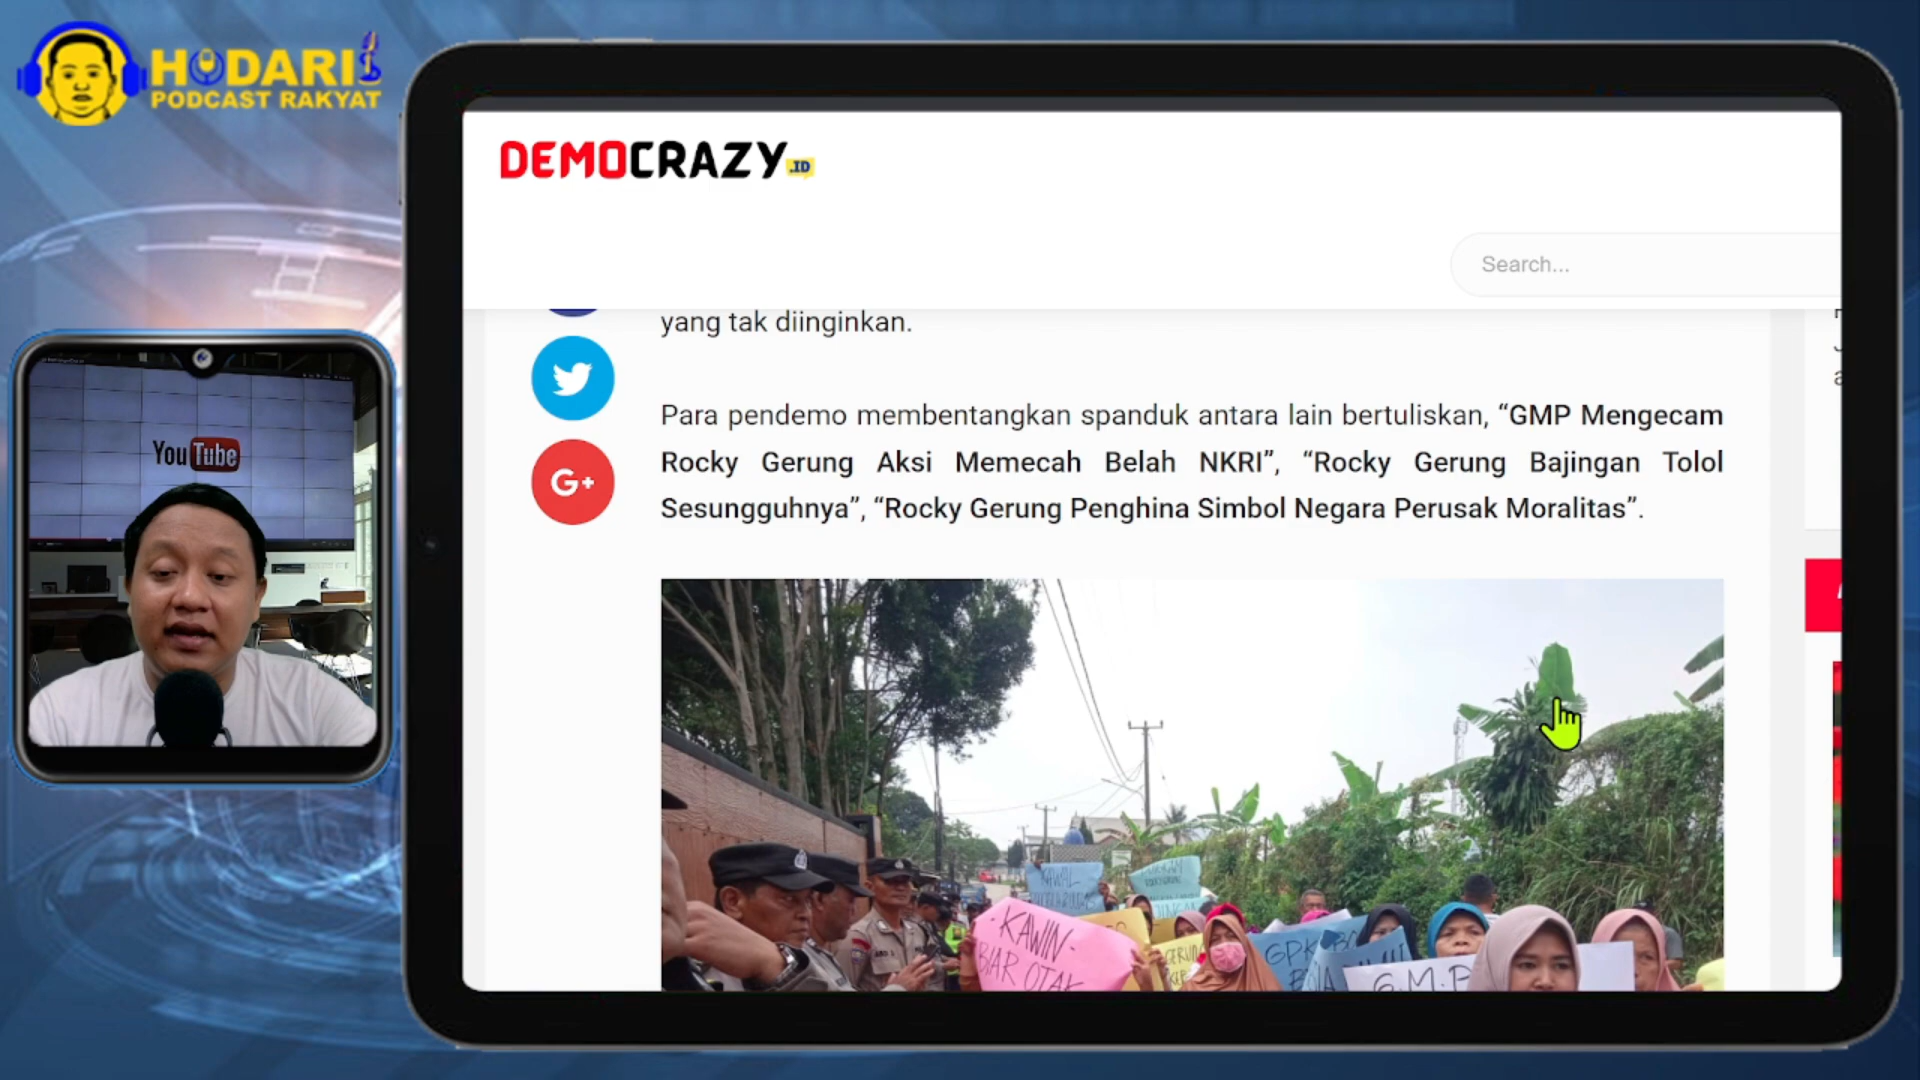 HODARI
PODCAST RAKYAT
DEMOCRAZY.ID
Search...
yang tak diinginkan.
Para pendemo membentangkan spanduk antara lain bertuliskan, “GMP Mengecam
Rocky Gerung Aksi Memecah Belah NKRI”, “Rocky Gerung Bajingan Tolol
Sesungguhnya”, “Rocky Gerung Penghina Simbol Negara Perusak Moralitas”.
G+
YouTube
KAWAL
-KAWIN-
BIAR OTAK
G.M.P